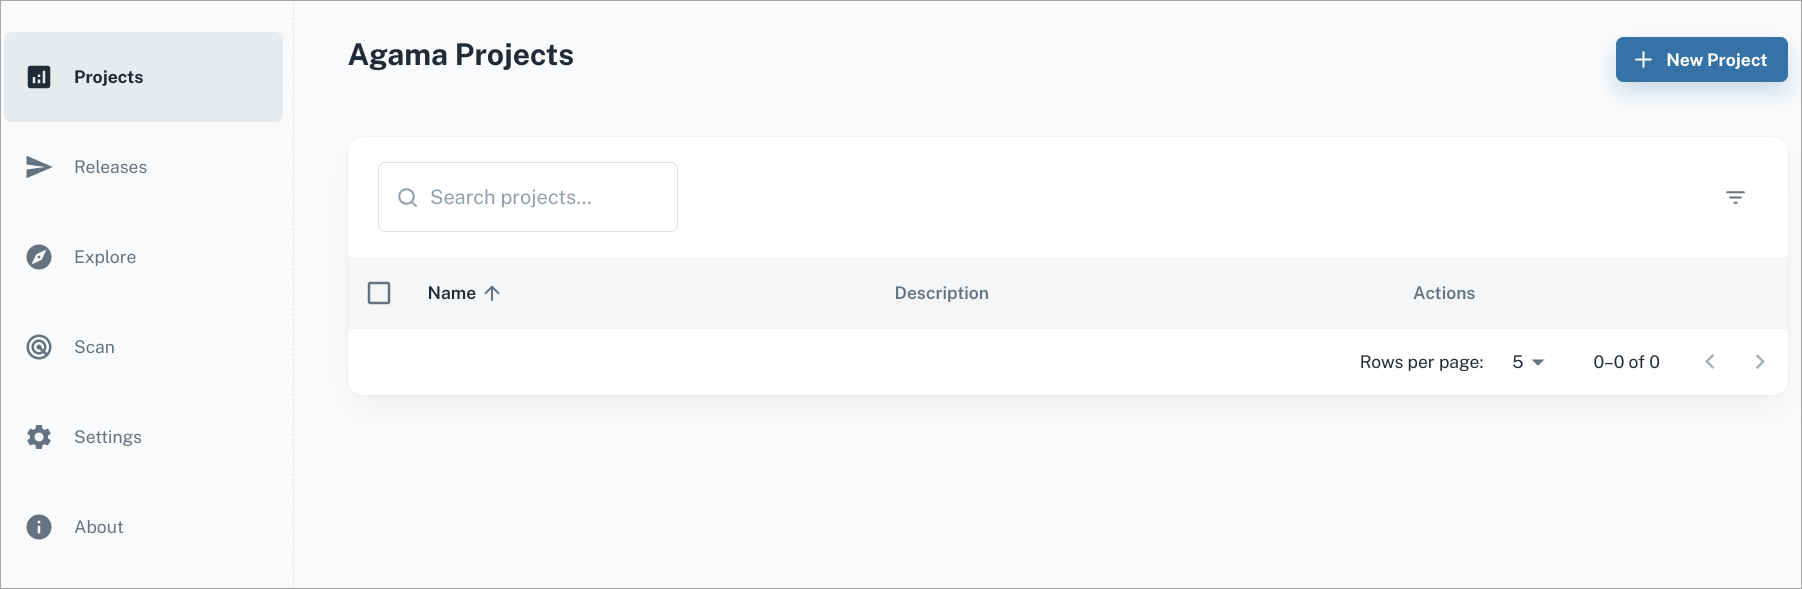 Projects
Releases
Explore
Scan
Settings
About
Agama Projects
New Project
Search projects...
Name
Description
Actions
Rows per page: 5 0–0 of 0